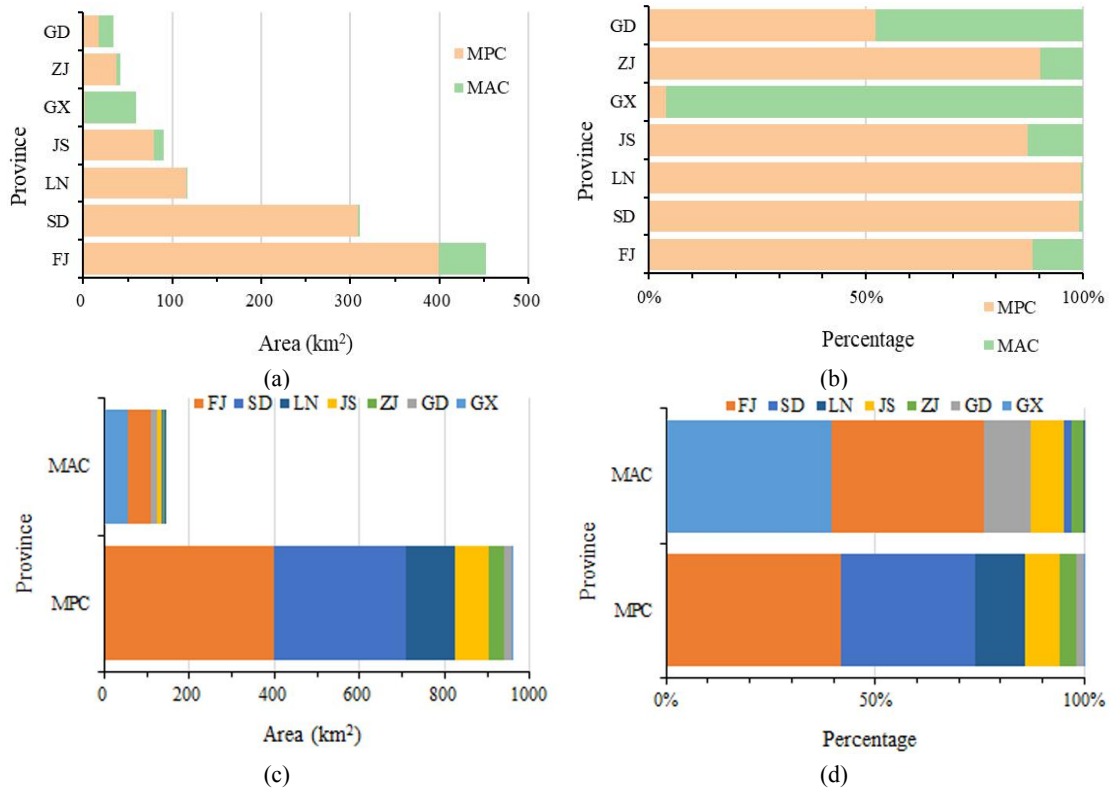 GD
ZJ
GX
JS
LN
SD
FJ
Province
MPC
MAC
0 100 200 300 400 500
Area (km²)
(a)
GD
ZJ
GX
JS
LN
SD
FJ
Province
0% 50% 100%
MPC
MAC
Percentage
(b)
FJ SD LN JS ZJ GD GX
MAC
MPC
Province
0 200 400 600 800 1000
Area (km²)
(c)
FJ SD LN JS ZJ GD GX
MAC
MPC
Province
0% 50% 100%
Percentage
(d)